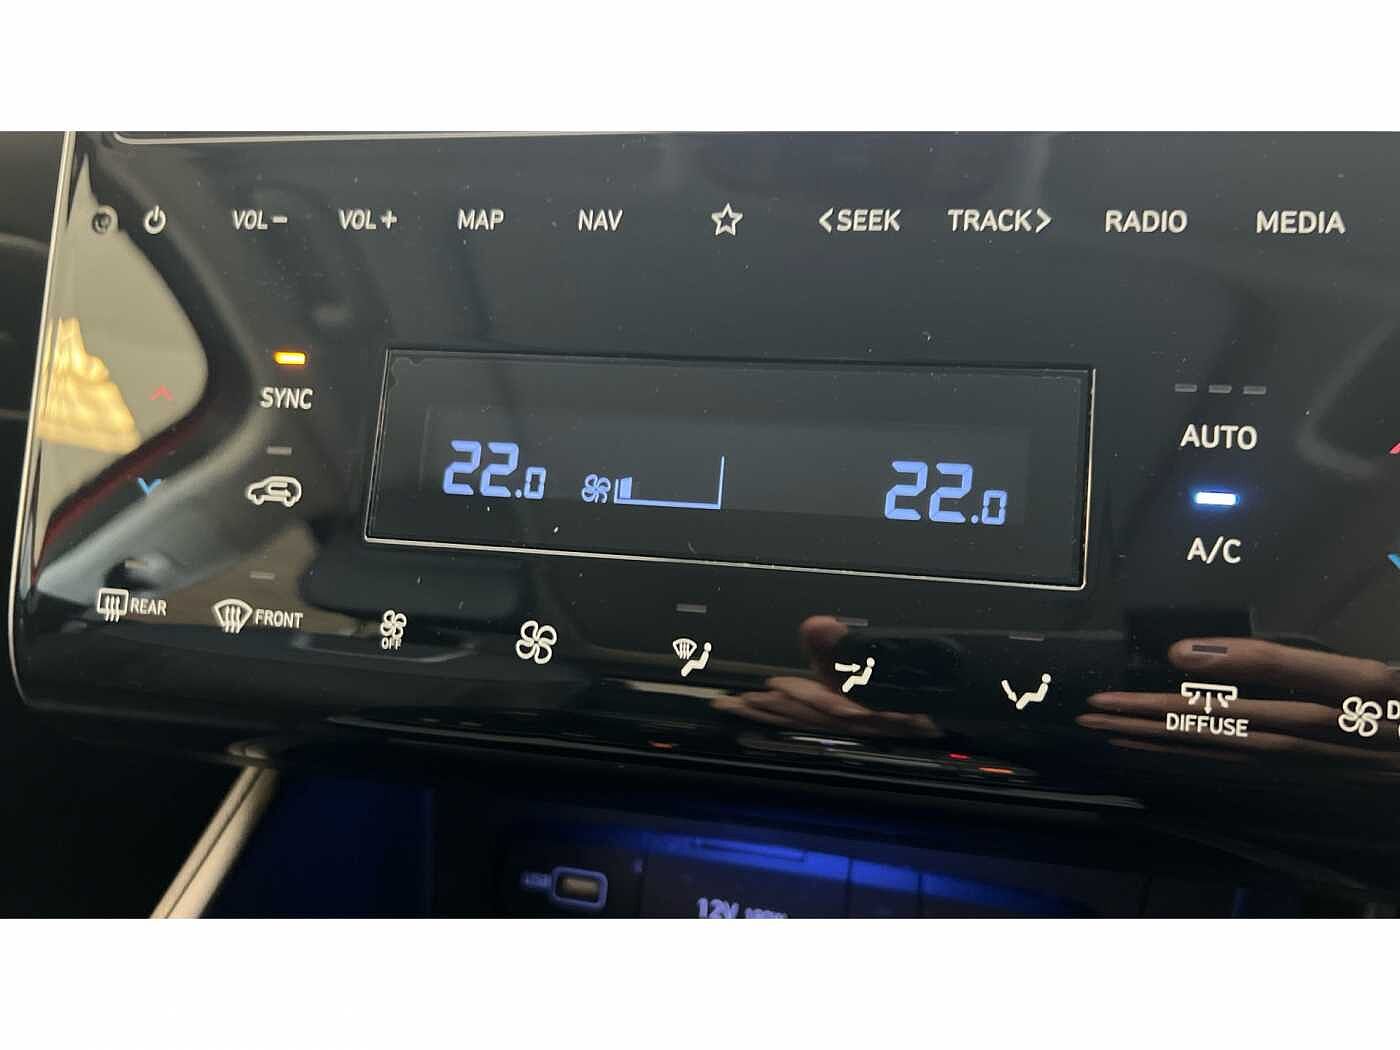 VOL− VOL+ MAP NAV <SEEK TRACK> RADIO MEDIA
SYNC
AUTO
22.0 22.0
A/C
REAR FRONT
OFF
DIFFUSE
12V